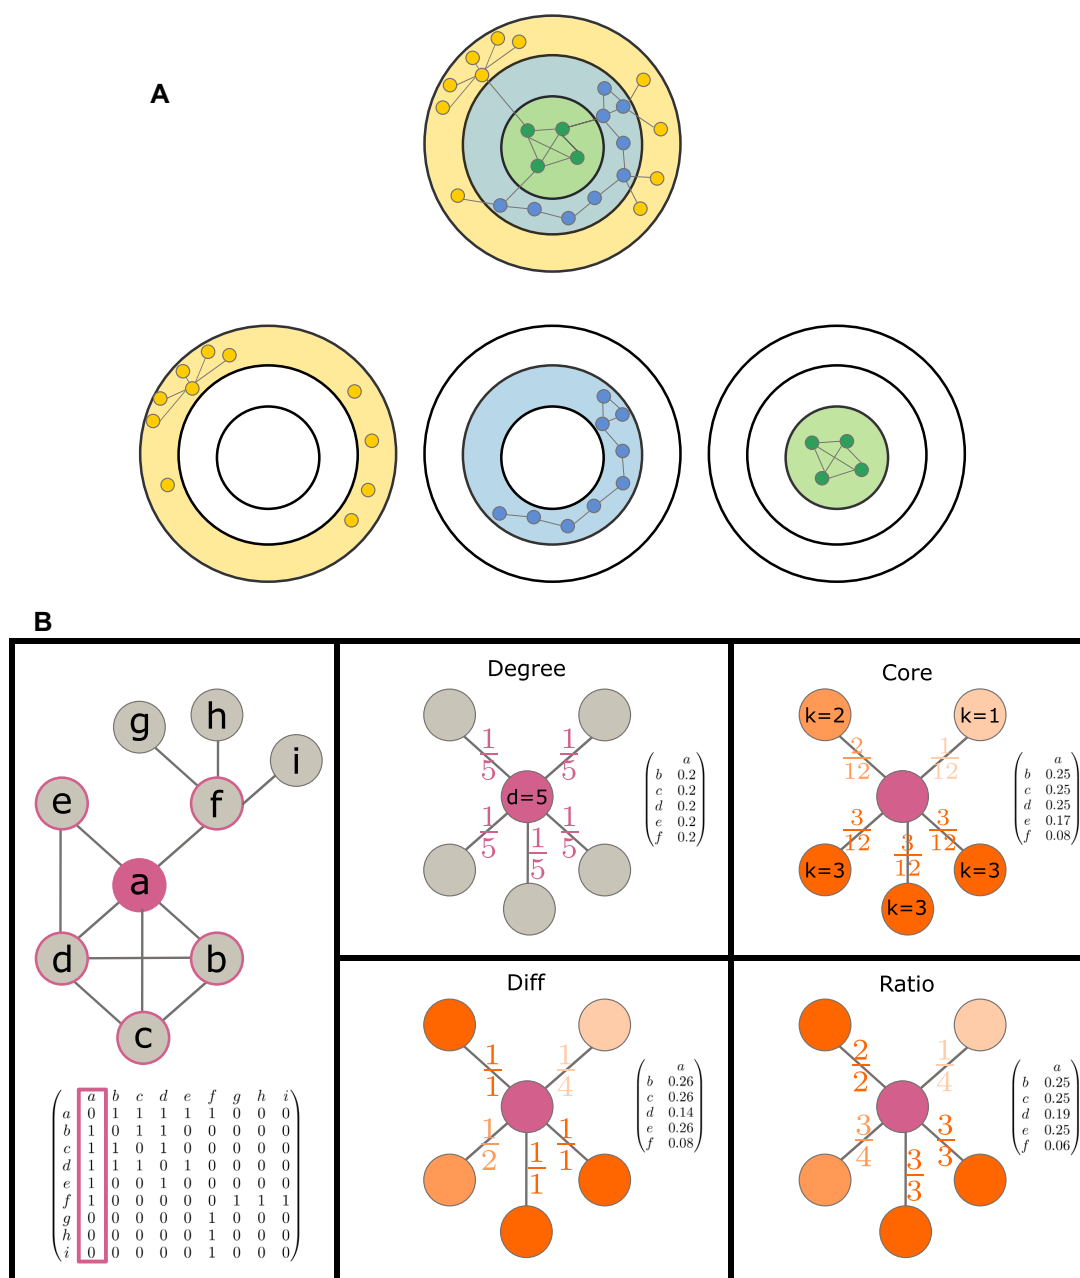 A
B
g
h
i
e
f
a
d
b
c
a b c d e f g h i
a 0 1 1 1 1 1 0 0 0
b 1 0 1 1 0 0 0 0 0
c 1 1 0 1 0 0 0 0 0
d 1 1 1 0 1 0 0 0 0
e 1 0 0 1 0 0 0 0 0
f 1 0 0 0 0 0 1 1 1
g 0 0 0 0 0 1 0 0 0
h 0 0 0 0 0 1 0 0 0
i 0 0 0 0 0 1 0 0 0
Degree
1/5 1/5
d=5
1/5 1/5 1/5
a
b 0.2
c 0.2
d 0.2
e 0.2
f 0.2
Core
k=2 k=1
2/12 1/12
3/12 3/12 3/12
k=3 k=3
k=3
a
b 0.25
c 0.25
d 0.25
e 0.17
f 0.08
Diff
1/1 1/4
1/2 1/1 1/1
a
b 0.26
c 0.26
d 0.14
e 0.26
f 0.08
Ratio
2/2 1/4
3/4 3/3 3/3
a
b 0.25
c 0.25
d 0.19
e 0.25
f 0.06